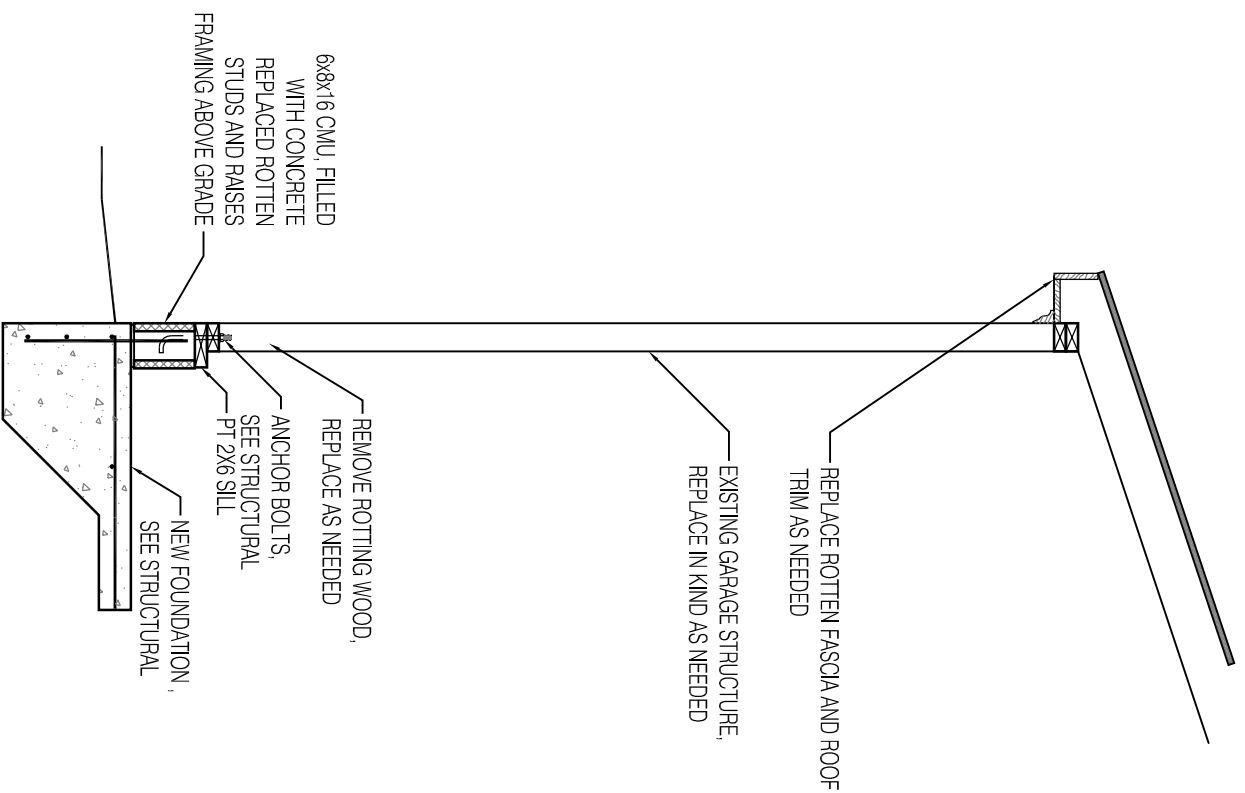 REPLACE ROTTEN FASCIA AND ROOF
TRIM AS NEEDED
EXISTING GARAGE STRUCTURE,
REPLACE IN KIND AS NEEDED
REMOVE ROTTING WOOD,
REPLACE AS NEEDED
6x8x16 CMU, FILLED
WITH CONCRETE
REPLACED ROTTEN
STUDS AND RAISES
FRAMING ABOVE GRADE
ANCHOR BOLTS,
SEE STRUCTURAL
PT 2X6 SILL
NEW FOUNDATION ,
SEE STRUCTURAL